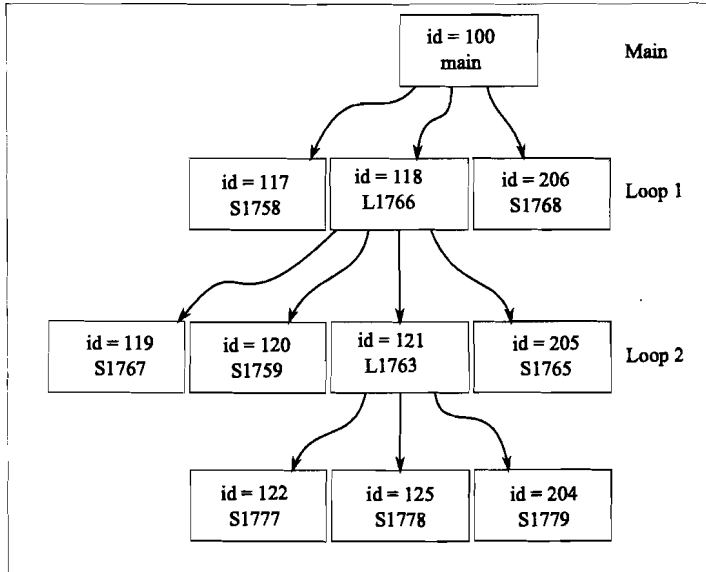 id = 100
main
Main
id = 117
S1758
id = 118
L1766
id = 206
S1768
Loop 1
id = 119
S1767
id = 120
S1759
id = 121
L1763
id = 205
S1765
Loop 2
id = 122
S1777
id = 125
S1778
id = 204
S1779